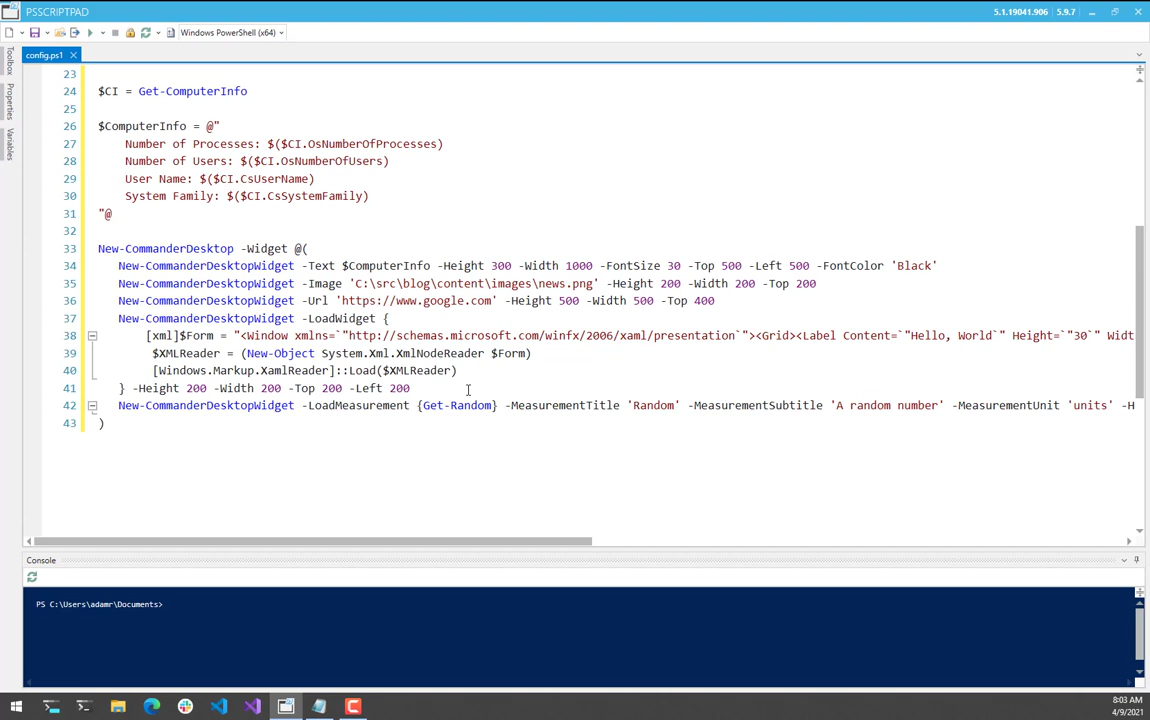 PSSCRIPTPAD
5.1.19041.906
5.9.7
Windows PowerShell (x64)
config.ps1
Toolbox
Properties
Variables
23
24 $CI = Get-ComputerInfo
25
26 $ComputerInfo = @"
27 Number of Processes: $($CI.OsNumberOfProcesses)
28 Number of Users: $($CI.OsNumberOfUsers)
29 User Name: $($CI.CsUserName)
30 System Family: $($CI.CsSystemFamily)
31 "@
32
33 New-CommanderDesktop -Widget @(
34 New-CommanderDesktopWidget -Text $ComputerInfo -Height 300 -Width 1000 -FontSize 30 -Top 500 -Left 500 -FontColor 'Black'
35 New-CommanderDesktopWidget -Image 'C:\src\blog\content\images\news.png' -Height 200 -Width 200 -Top 200
36 New-CommanderDesktopWidget -Url 'https://www.google.com' -Height 500 -Width 500 -Top 400
37 New-CommanderDesktopWidget -LoadWidget {
38 [xml]$Form = "<Window xmlns=`"http://schemas.microsoft.com/winfx/2006/xaml/presentation`"><Grid><Label Content=`"Hello, World`" Height=`"30`" Widt
39 $XMLReader = (New-Object System.Xml.XmlNodeReader $Form)
40 [Windows.Markup.XamlReader]::Load($XMLReader)
41 } -Height 200 -Width 200 -Top 200 -Left 200
42 New-CommanderDesktopWidget -LoadMeasurement {Get-Random} -MeasurementTitle 'Random' -MeasurementSubtitle 'A random number' -MeasurementUnit 'units' -H
43 )
Console
PS C:\Users\adamr\Documents>
8:03 AM
4/9/2021